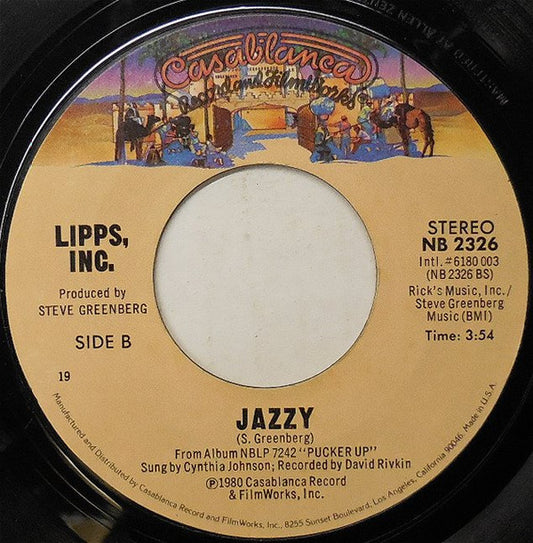 Casablanca
Record and FilmWorks
LIPPS,
INC.
Produced by
STEVE GREENBERG
SIDE B
19
STEREO
NB 2326
Intl.#6180 003
(NB 2326 BS)
Rick's Music, Inc./
Steve Greenberg
Music (BMI)
Time: 3:54
JAZZY
(S. Greenberg)
From Album NBLP 7242 "PUCKER UP"
Sung by Cynthia Johnson; Recorded by David Rivkin
Ⓟ1980 Casablanca Record
& FilmWorks, Inc.
Manufactured and Distributed by Casablanca Record and FilmWorks, Inc., 8255 Sunset Boulevard, Los Angeles, California 90046. Made in U.S.A.